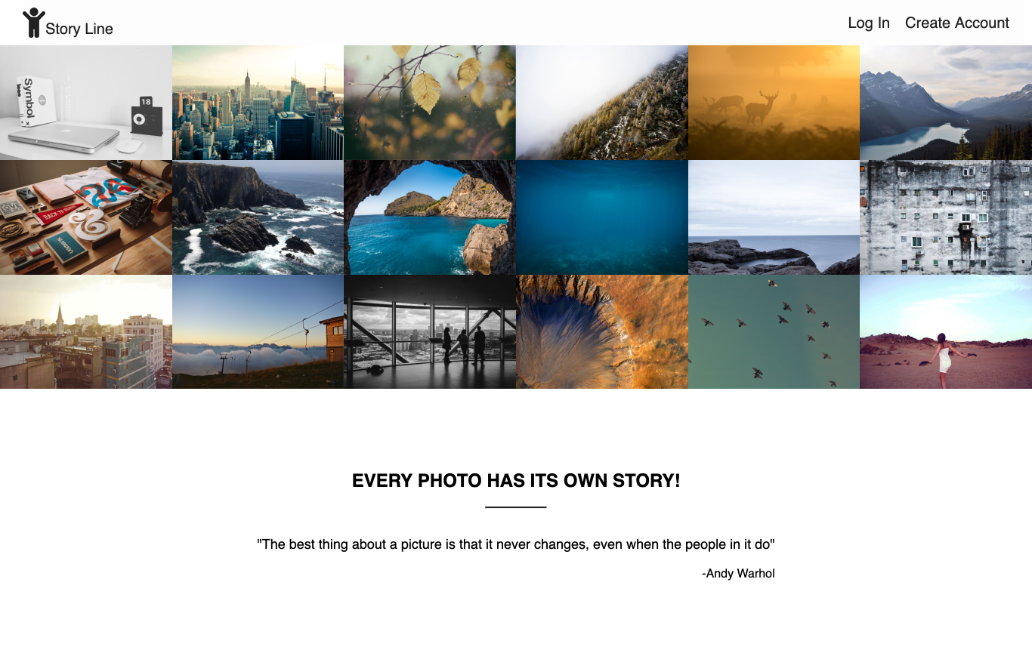 Story Line
Log In Create Account
Symbol
18
EVERY PHOTO HAS ITS OWN STORY!
"The best thing about a picture is that it never changes, even when the people in it do"
-Andy Warhol